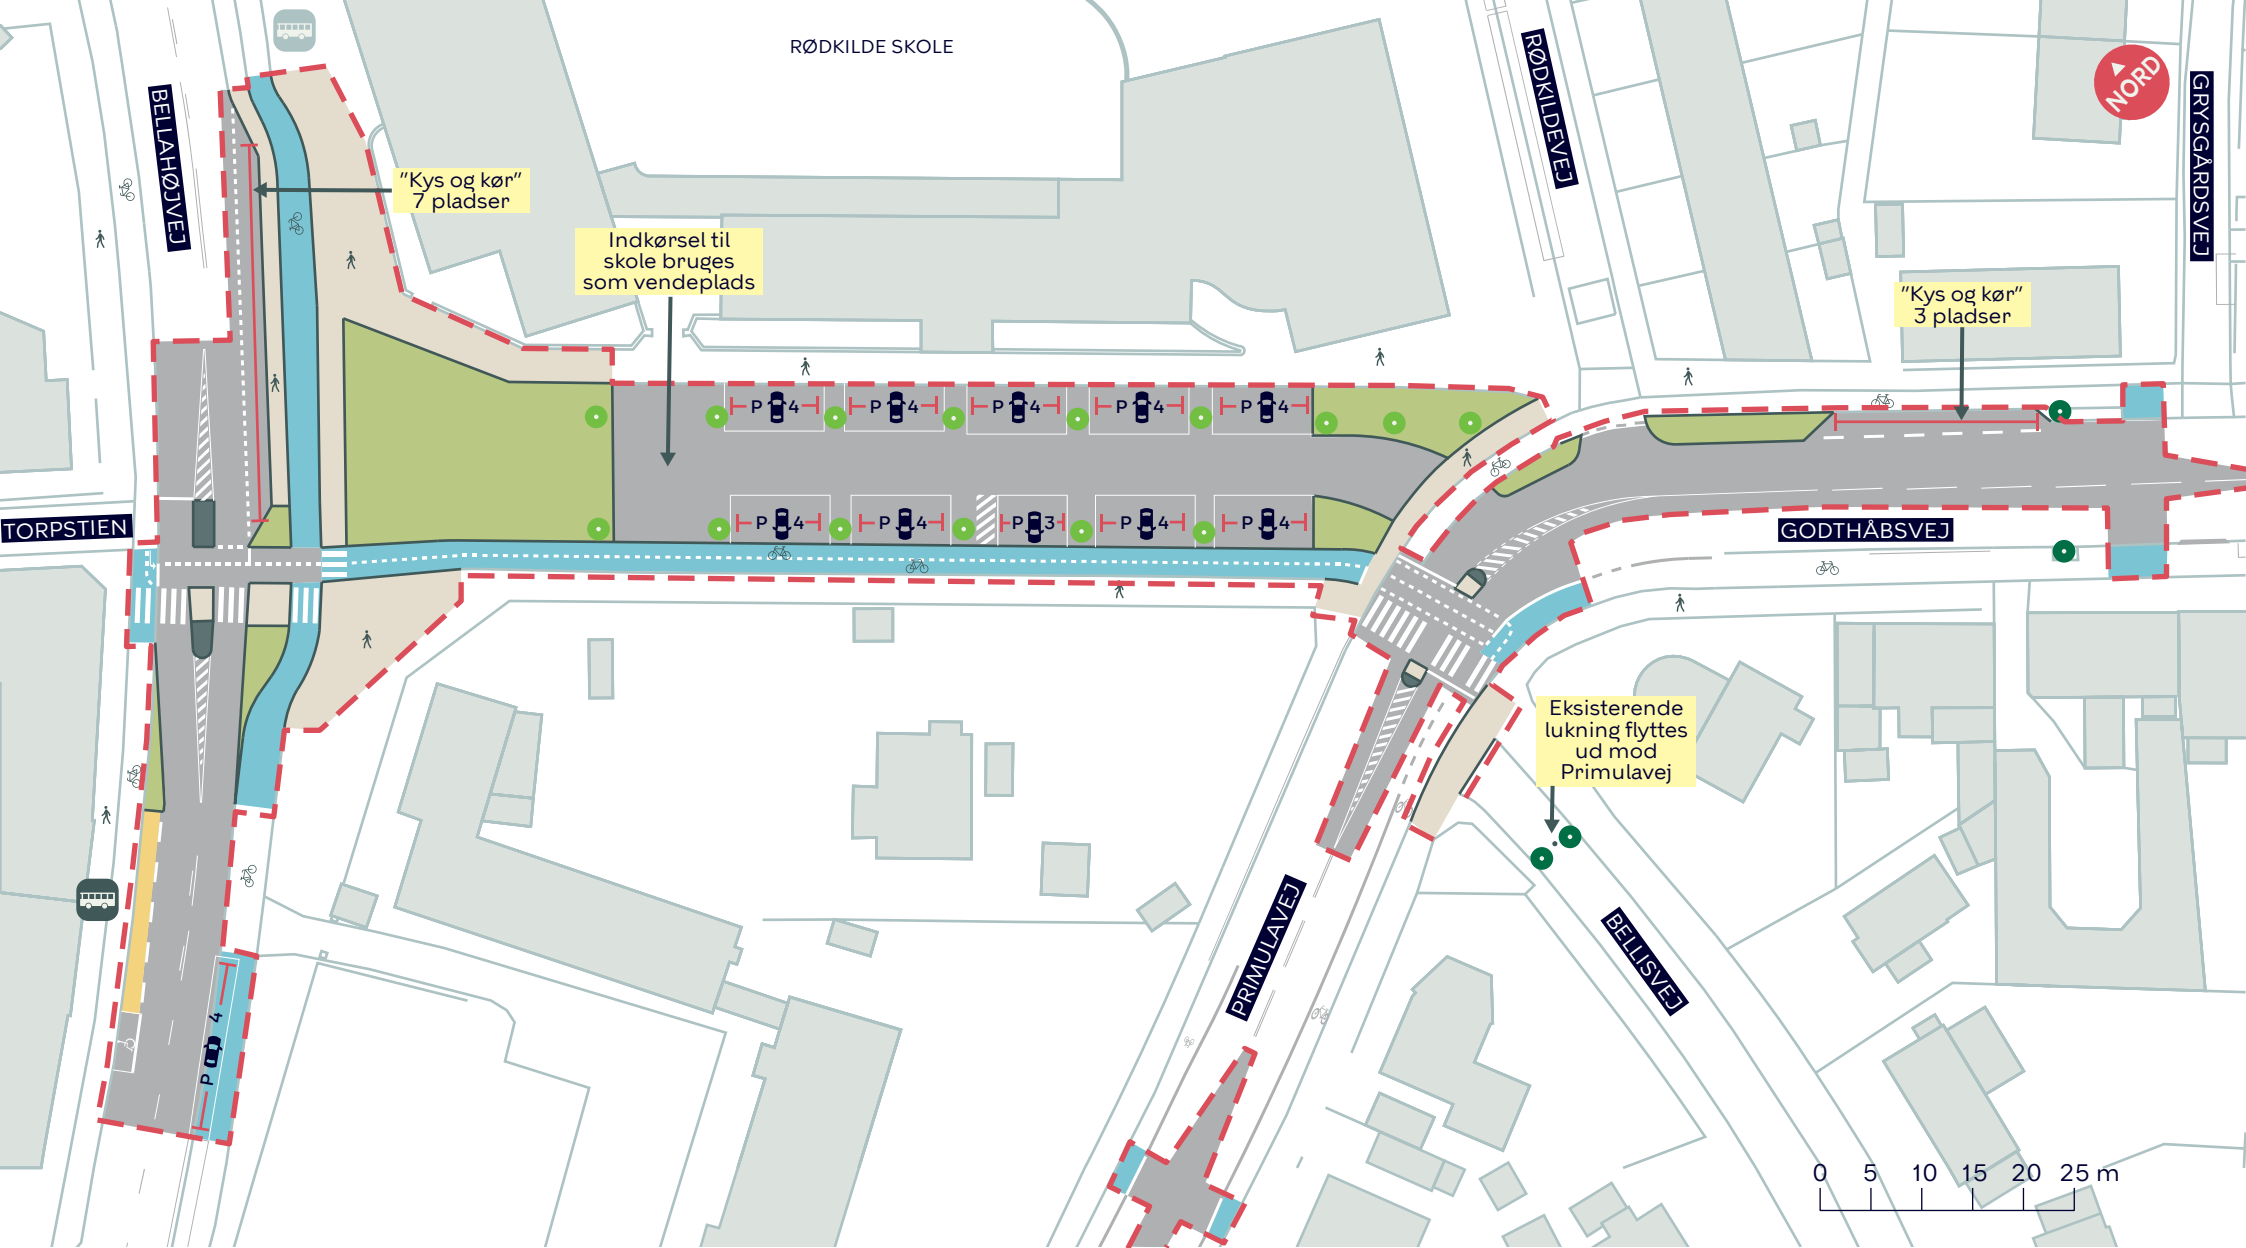 RØDKILDE SKOLE
BELLAHØJVEJ
RØDKILDEVEJ
NORD
GRYSGÅRDSVEJ
"Kys og kør"
7 pladser
Indkørsel til
skole bruges
som vendeplads
"Kys og kør"
3 pladser
P 4
P 4
P 4
P 4
P 4
TORPSTIEN
P 4
P 4
P 3
P 4
P 4
GODTHÅBSVEJ
Eksisterende
lukning flyttes
ud mod
Primulavej
PRIMULAVEJ
BELLISVEJ
P 4
0 5 10 15 20 25 m